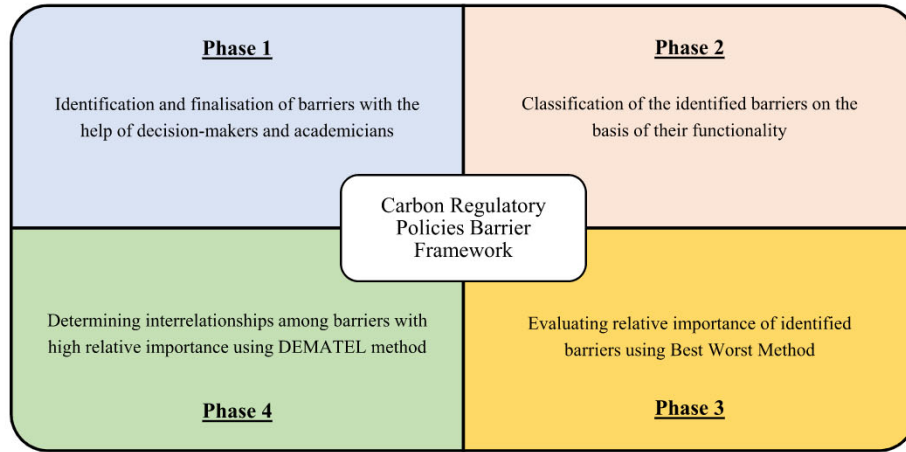 Phase 1
Identification and finalisation of barriers with the
help of decision-makers and academicians
Phase 2
Classification of the identified barriers on the
basis of their functionality
Carbon Regulatory
Policies Barrier
Framework
Determining interrelationships among barriers with
high relative importance using DEMATEL method
Phase 4
Evaluating relative importance of identified
barriers using Best Worst Method
Phase 3